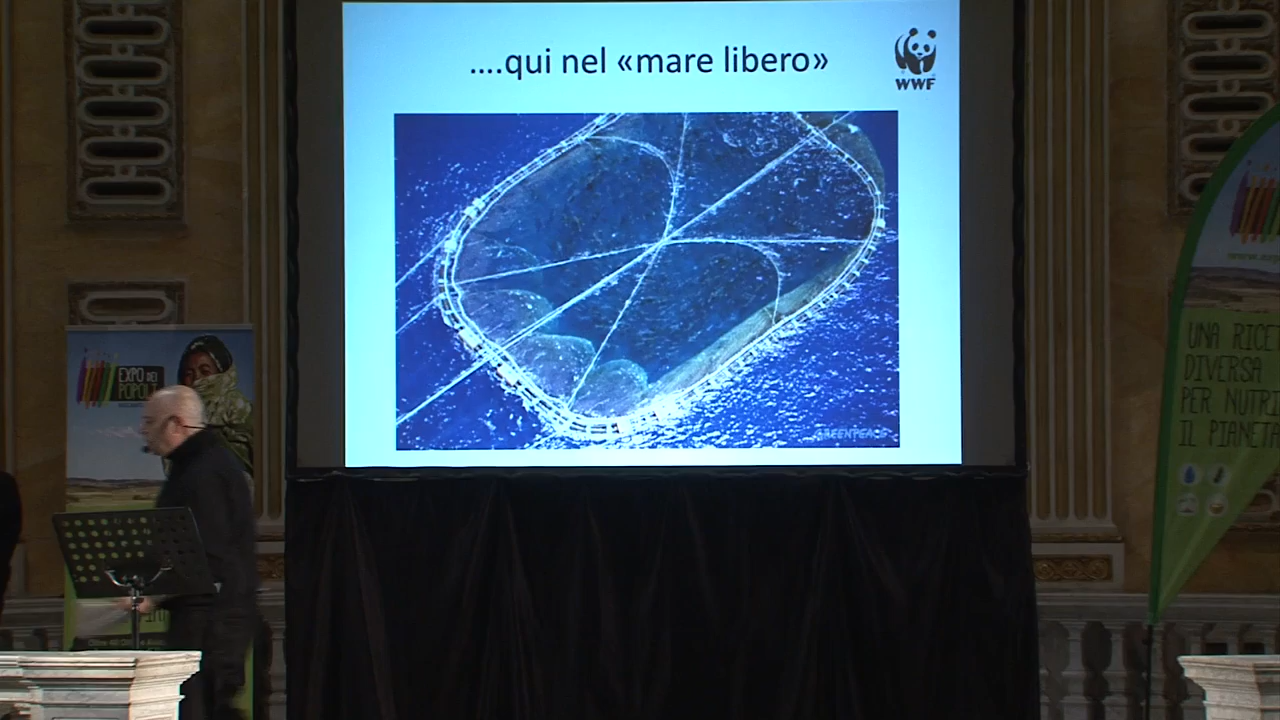 ....qui nel «mare libero»
WWF
GREENPEACE
EXPO DEI
POPOLI
UNA RICE
DIVERSA
PER NUTRI
IL PIANETA